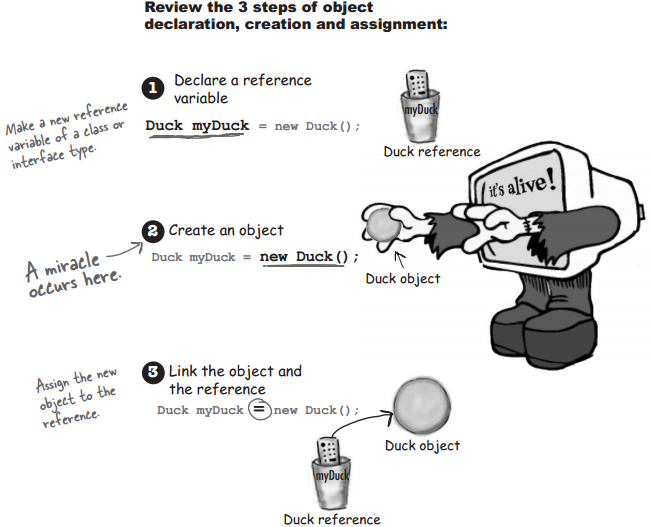 Review the 3 steps of object
declaration, creation and assignment:
1 Declare a reference
variable
Duck myDuck = new Duck();
Make a new reference
variable of a class or
interface type.
myDuck
Duck reference
it's alive!
2 Create an object
Duck myDuck = new Duck();
A miracle
occurs here.
Duck object
3 Link the object and
the reference
Duck myDuck = new Duck();
Assign the new
object to the
reference.
Duck object
myDuck
Duck reference